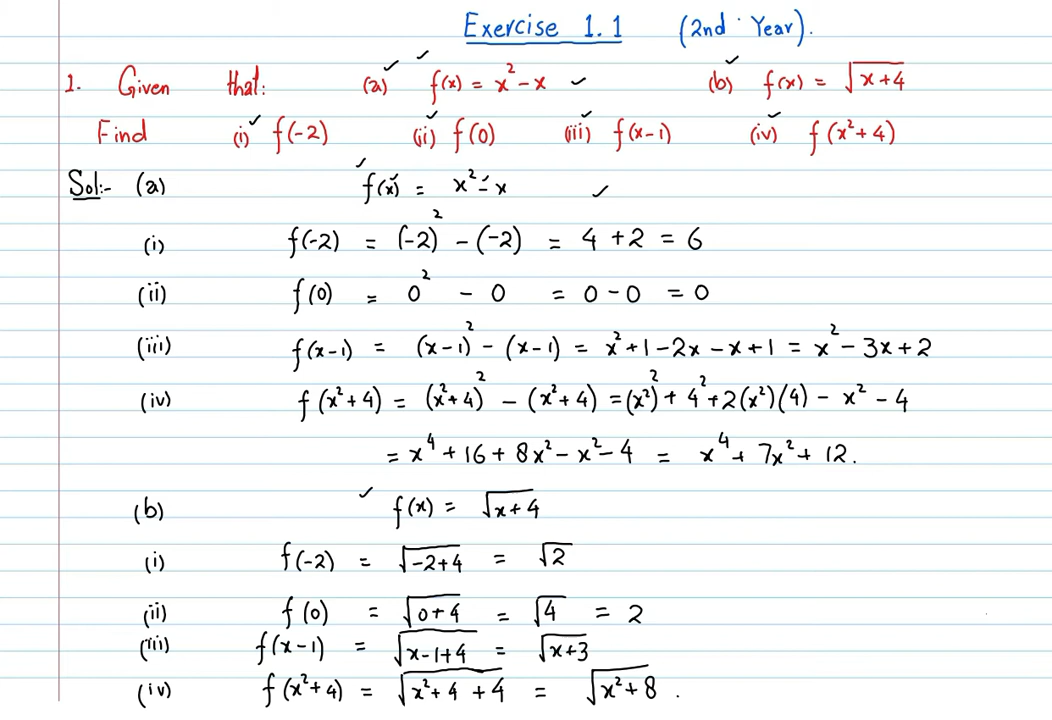 Exercise 1.1 (2nd Year).
1. Given that: (a) f(x) = x² - x (b) f(x) = √(x+4)
Find (i) f(-2) (ii) f(0) (iii) f(x-1) (iv) f(x²+4)
Sol:- (a) f(x) = x² - x
(i) f(-2) = (-2)² - (-2) = 4 + 2 = 6
(ii) f(0) = 0² - 0 = 0 - 0 = 0
(iii) f(x-1) = (x-1)² - (x-1) = x² + 1 - 2x - x + 1 = x² - 3x + 2
(iv) f(x²+4) = (x²+4)² - (x²+4) = (x²)² + 4² + 2(x²)(4) - x² - 4
= x⁴ + 16 + 8x² - x² - 4 = x⁴ + 7x² + 12.
(b) f(x) = √(x+4)
(i) f(-2) = √(-2+4) = √2
(ii) f(0) = √(0+4) = √4 = 2
(iii) f(x-1) = √(x-1+4) = √(x+3)
(iv) f(x²+4) = √(x²+4+4) = √(x²+8).